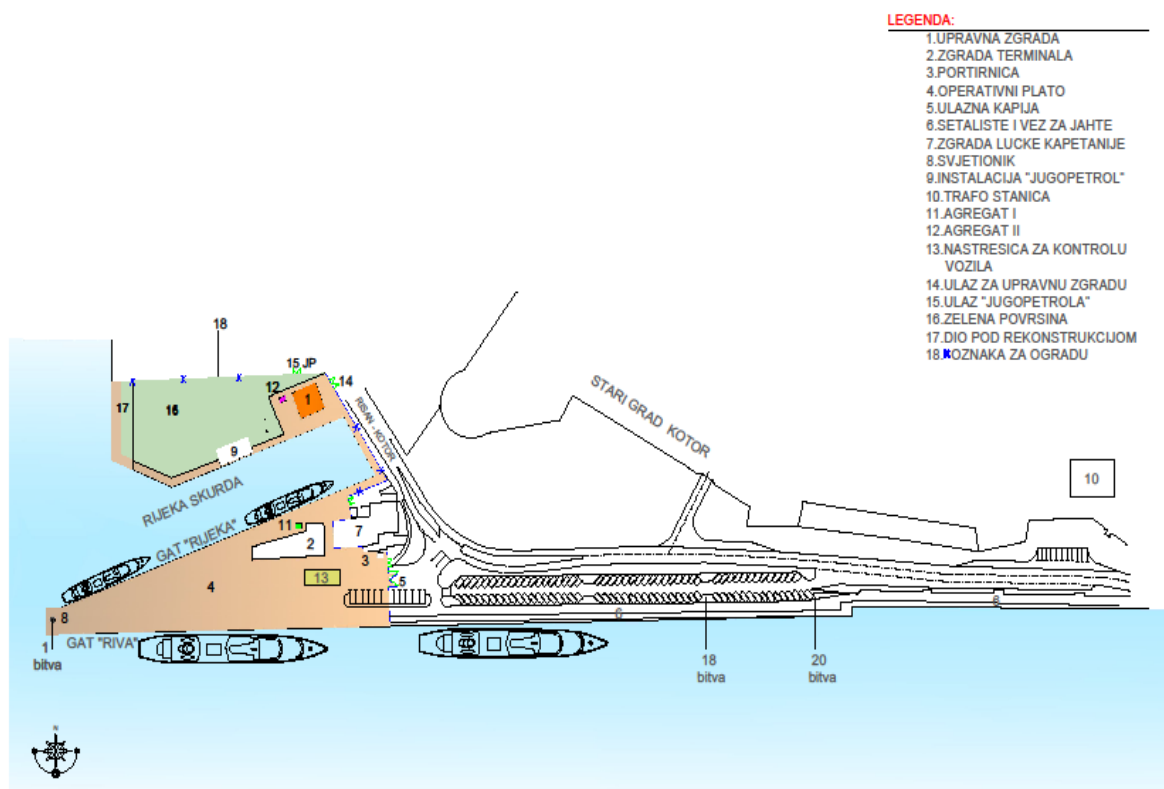 LEGENDA:
1.UPRAVNA ZGRADA
2.ZGRADA TERMINALA
3.PORTIRNICA
4.OPERATIVNI PLATO
5.ULAZNA KAPIJA
6.SETALISTE I VEZ ZA JAHTE
7.ZGRADA LUCKE KAPETANIJE
8.SVJETIONIK
9.INSTALACIJA "JUGOPETROL"
10.TRAFO STANICA
11.AGREGAT I
12.AGREGAT II
13.NASTRESICA ZA KONTROLU
VOZILA
14.ULAZ ZA UPRAVNU ZGRADU
15.ULAZ "JUGOPETROLA"
16.ZELENA POVRSINA
17.DIO POD REKONSTRUKCIJOM
18.OZNAKA ZA OGRADU
18
15 JP
14
12
1
17
16
RISAN - KOTOR
STARI GRAD KOTOR
9
10
RIJEKA SKURDA
GAT "RIJEKA"
11
7
2
3
13
5
4
6
6
8
GAT "RIVA"
1
bitva
18
bitva
20
bitva
N